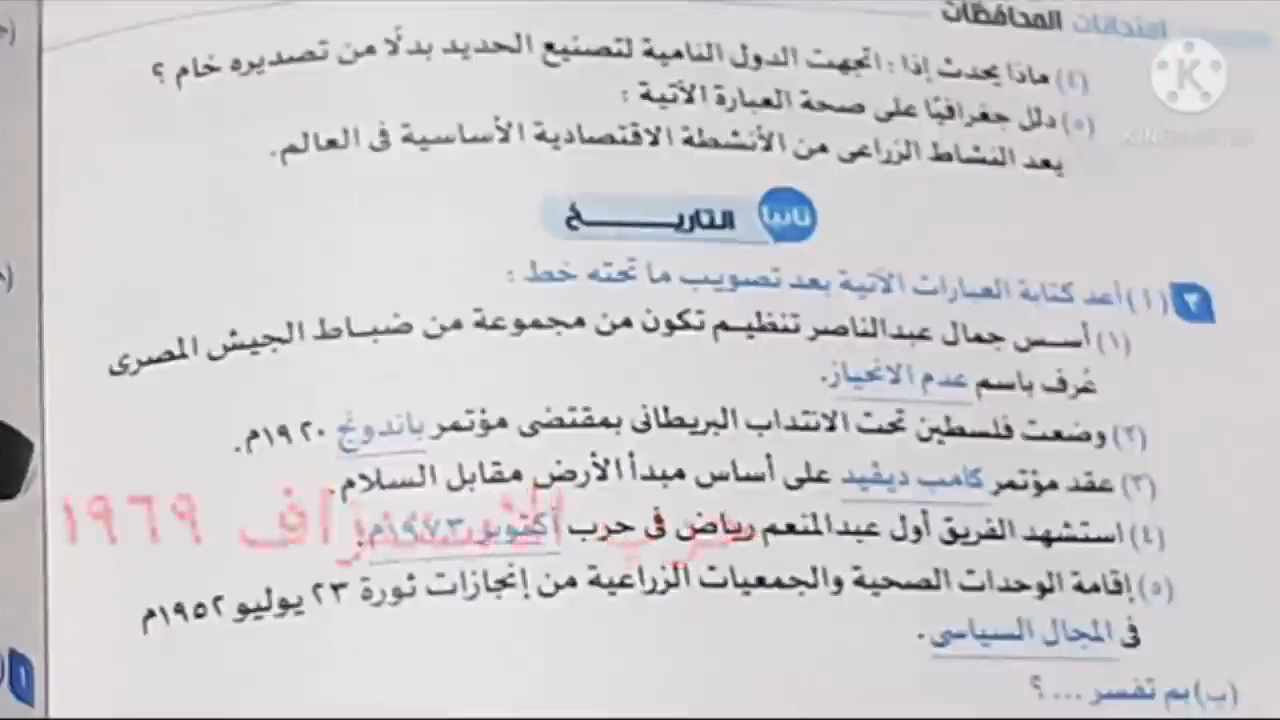 امتحانات المحافظات
(٤) ماذا يحدث إذا : اتجهت الدول النامية لتصنيع الحديد بدلًا من تصديره خام ؟
(٥) دلل جغرافيًا على صحة العبارة الآتية :
يعد النشاط الزراعى من الأنشطة الاقتصادية الأساسية فى العالم.
ثانيا التاريــــــخ
٢ (أ) أعد كتابة العبارات الآتية بعد تصويب ما تحته خط :
(١) أسس جمال عبدالناصر تنظيم تكون من مجموعة من ضباط الجيش المصرى
عُرف باسم عدم الانحياز.
(٢) وضعت فلسطين تحت الانتداب البريطانى بمقتضى مؤتمر باندونج ١٩٢٠م.
(٣) عقد مؤتمر كامب ديفيد على أساس مبدأ الأرض مقابل السلام.
(٤) استشهد الفريق أول عبدالمنعم رياض فى حرب أكتوبر ١٩٧٣م.
حرب الاستنزاف ١٩٦٩
(٥) إقامة الوحدات الصحية والجمعيات الزراعية من إنجازات ثورة ٢٣ يوليو ١٩٥٢م
فى المجال السياسى.
(ب) بم تفسر ... ؟
K